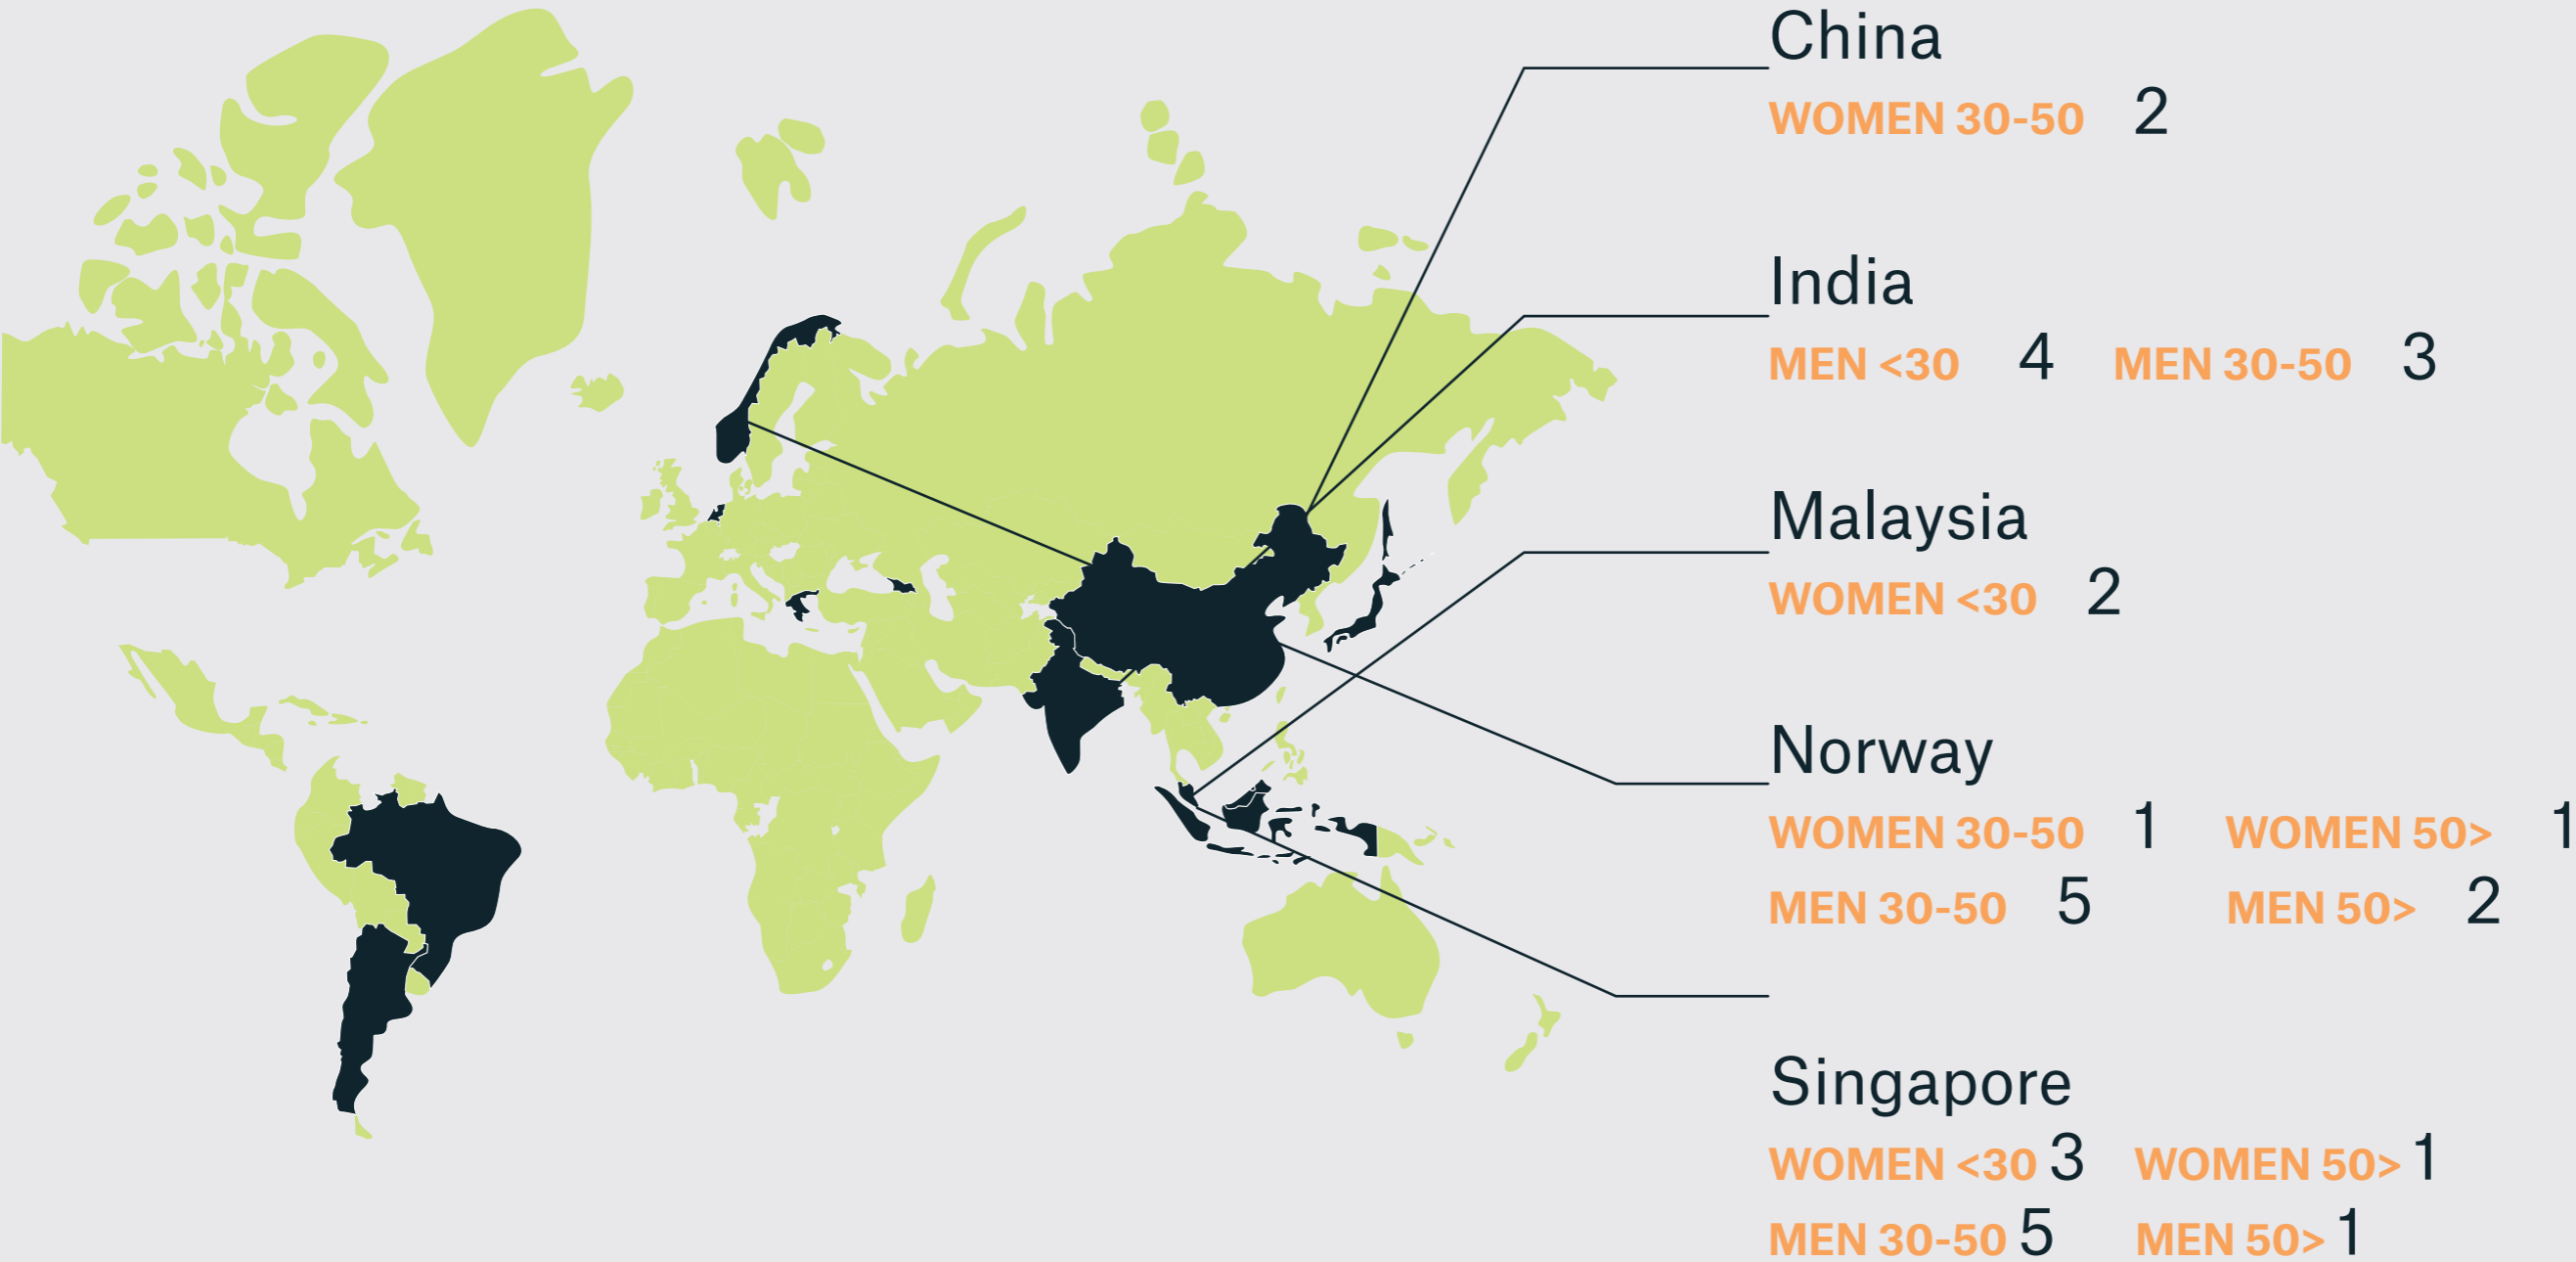 China
WOMEN 30-50 2
India
MEN <30 4 MEN 30-50 3
Malaysia
WOMEN <30 2
Norway
WOMEN 30-50 1 WOMEN 50> 1
MEN 30-50 5 MEN 50> 2
Singapore
WOMEN <30 3 WOMEN 50> 1
MEN 30-50 5 MEN 50> 1